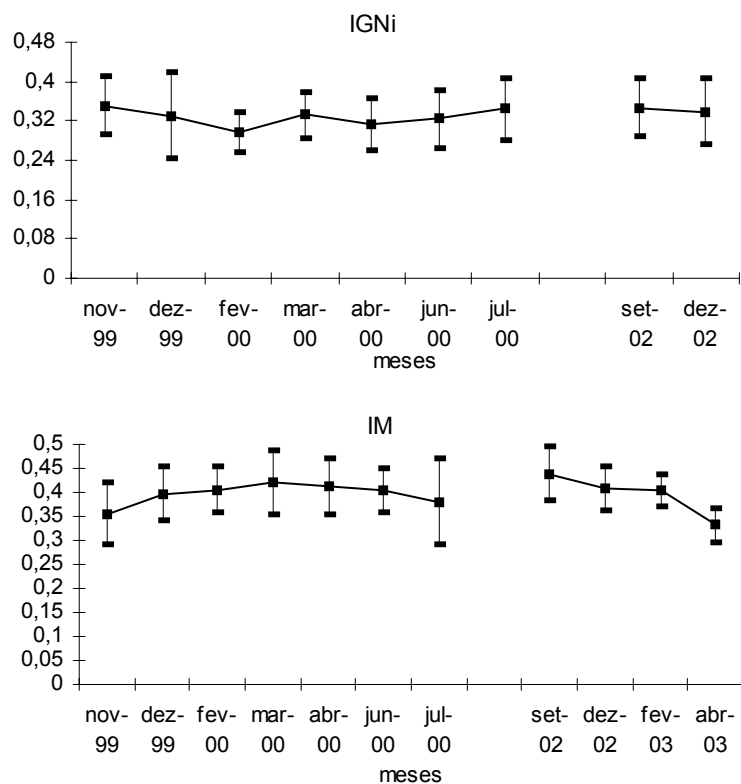 IGNi
0,48
0,4
0,32
0,24
0,16
0,08
0
nov- dez- fev- mar- abr- jun- jul- set- dez-
99 99 00 00 00 00 00 02 02
meses
IM
0,5
0,45
0,4
0,35
0,3
0,25
0,2
0,15
0,1
0,05
0
nov- dez- fev- mar- abr- jun- jul- set- dez- fev- abr-
99 99 00 00 00 00 00 02 02 03 03
meses